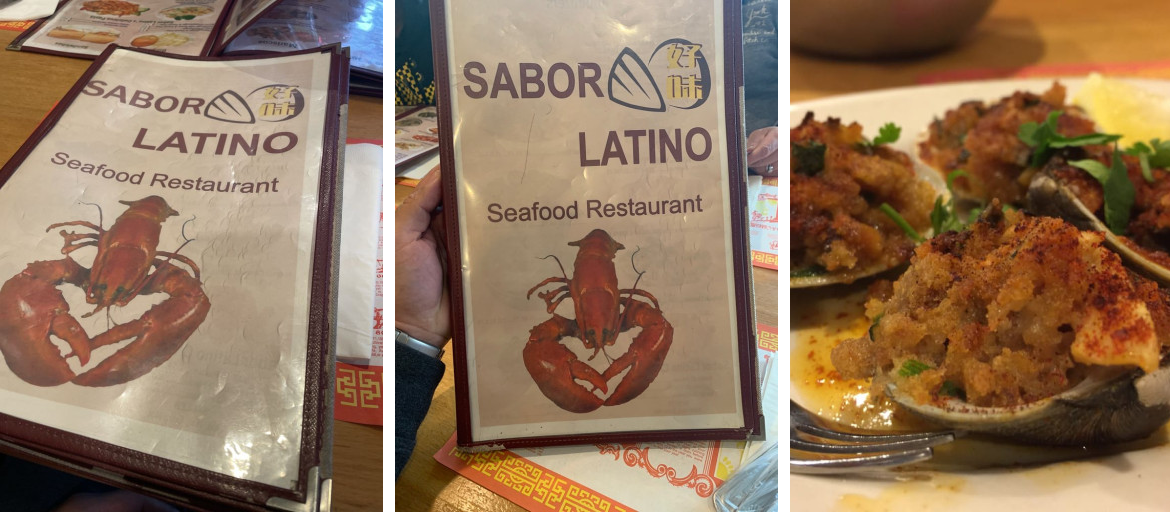 SABOR 好味
LATINO
Seafood Restaurant
SABOR 好味
LATINO
Seafood Restaurant